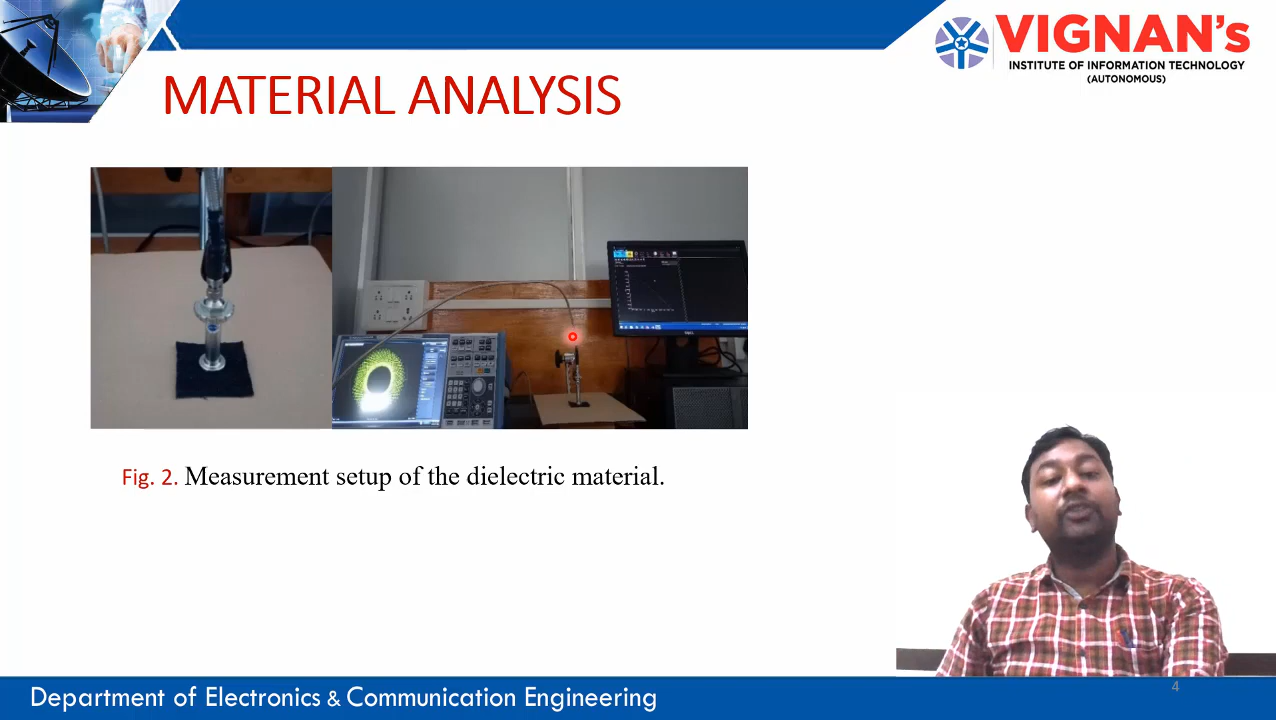 VIGNAN's
INSTITUTE OF INFORMATION TECHNOLOGY
(AUTONOMOUS)
MATERIAL ANALYSIS
Fig. 2. Measurement setup of the dielectric material.
Department of Electronics & Communication Engineering
4